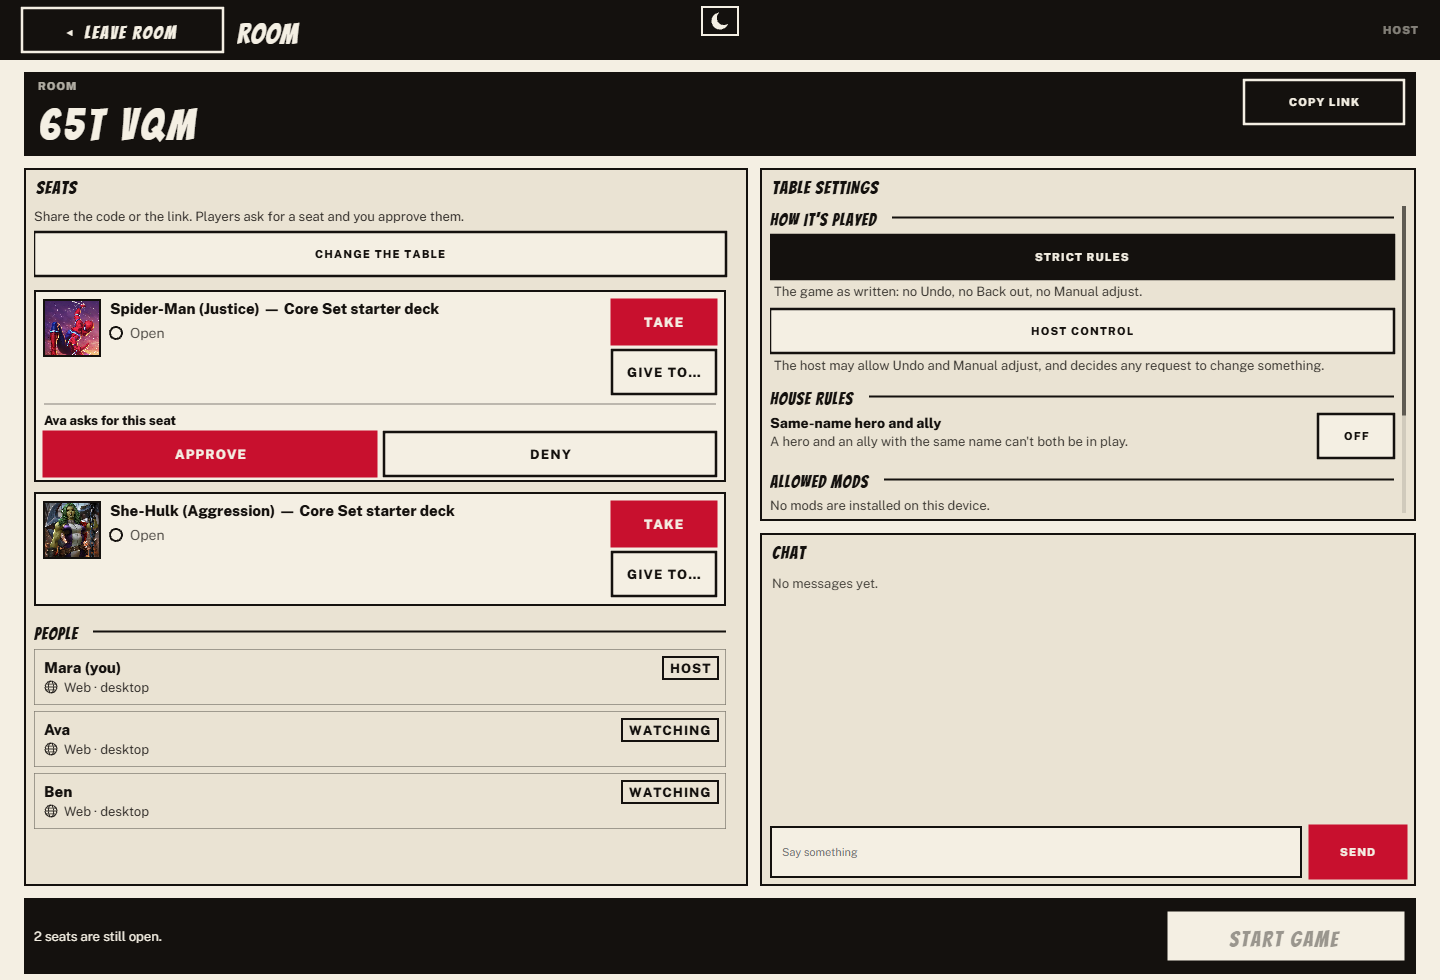 ◂ LEAVE ROOM
ROOM
HOST
ROOM
65T VQM
COPY LINK
SEATS
Share the code or the link. Players ask for a seat and you approve them.
CHANGE THE TABLE
Spider-Man (Justice) — Core Set starter deck
Open
TAKE
GIVE TO...
Ava asks for this seat
APPROVE
DENY
She-Hulk (Aggression) — Core Set starter deck
Open
TAKE
GIVE TO...
PEOPLE
Mara (you)
HOST
Web · desktop
Ava
WATCHING
Web · desktop
Ben
WATCHING
Web · desktop
TABLE SETTINGS
HOW IT'S PLAYED
STRICT RULES
The game as written: no Undo, no Back out, no Manual adjust.
HOST CONTROL
The host may allow Undo and Manual adjust, and decides any request to change something.
HOUSE RULES
Same-name hero and ally
A hero and an ally with the same name can't both be in play.
OFF
ALLOWED MODS
No mods are installed on this device.
CHAT
No messages yet.
Say something
SEND
2 seats are still open.
START GAME